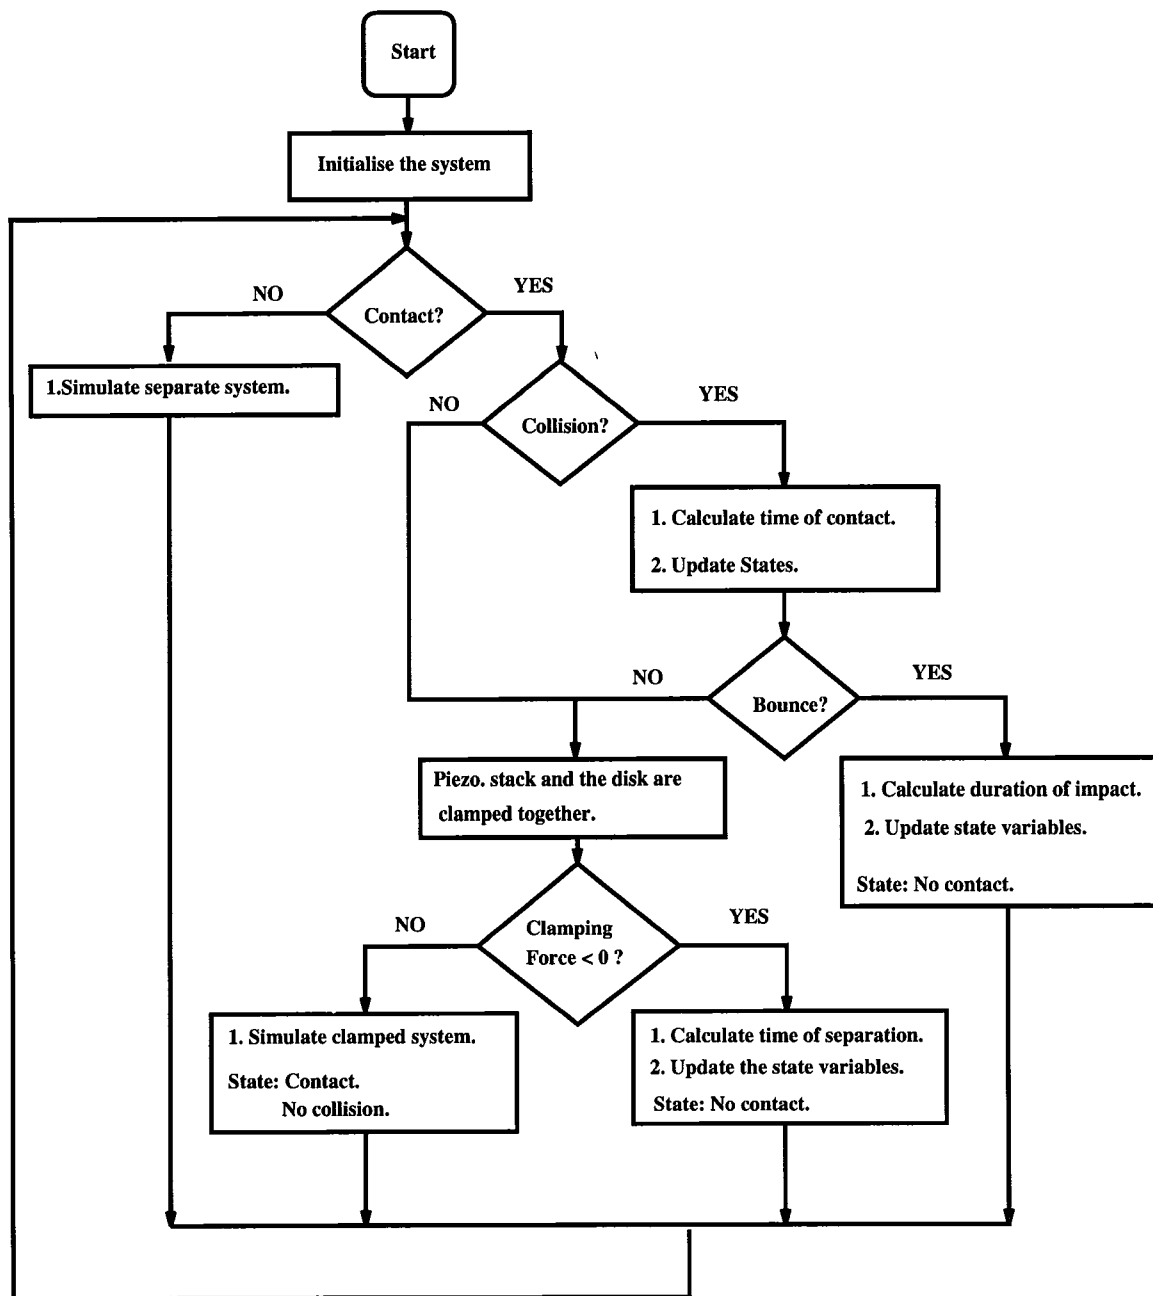 Start
Initialise the system
NO
YES
Contact?
1.Simulate separate system.
NO
YES
Collision?
1. Calculate time of contact.
2. Update States.
NO
YES
Bounce?
Piezo. stack and the disk are
clamped together.
1. Calculate duration of impact.
2. Update state variables.
State: No contact.
NO
YES
Clamping
Force < 0 ?
1. Simulate clamped system.
State: Contact.
No collision.
1. Calculate time of separation.
2. Update the state variables.
State: No contact.